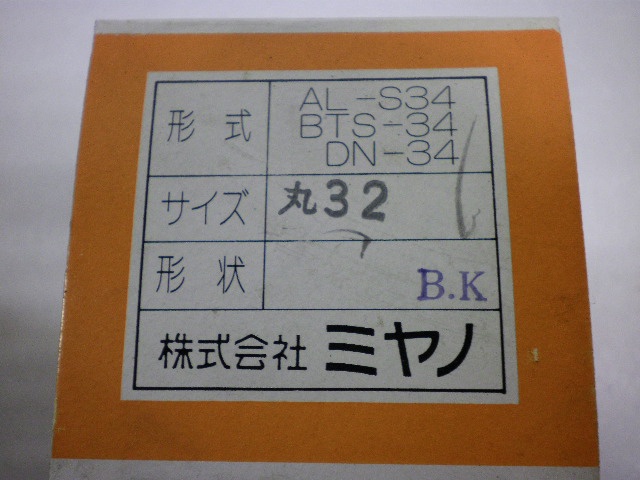 形式 AL-S34
BTS-34
DN-34
サイズ 丸32
形状 B.K
株式会社 ミヤノ